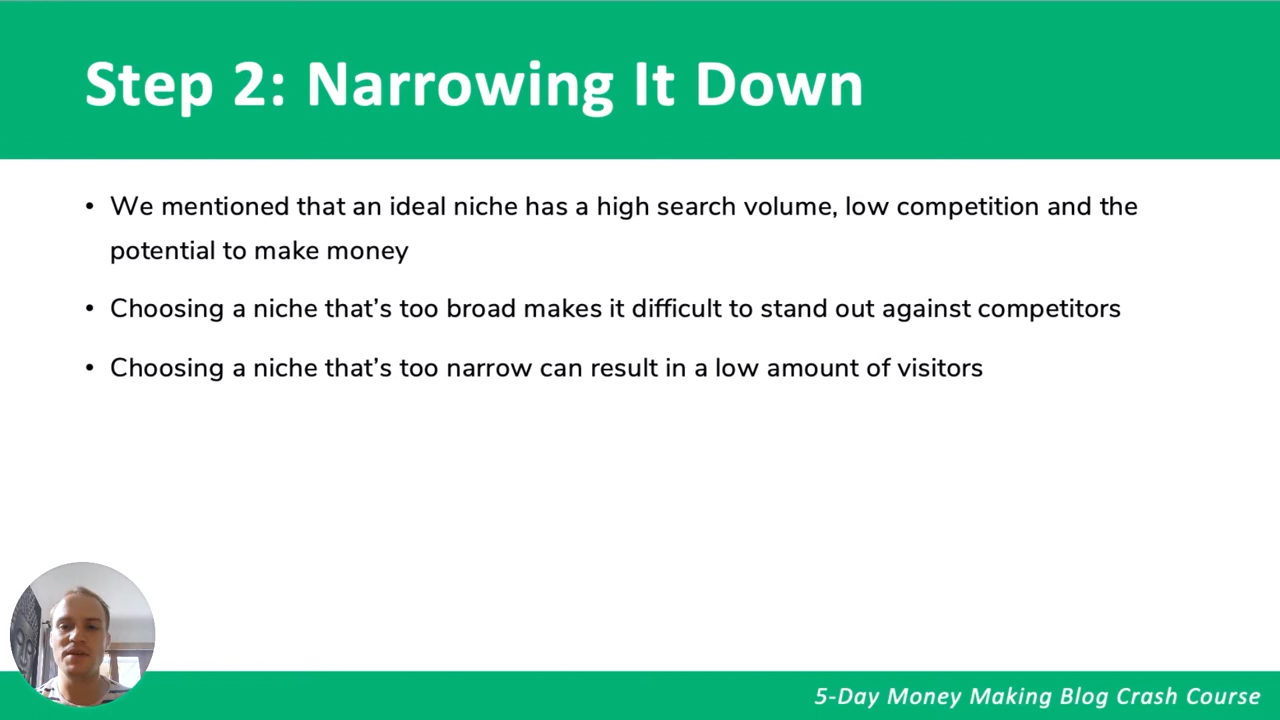 Step 2: Narrowing It Down
• We mentioned that an ideal niche has a high search volume, low competition and the
potential to make money
• Choosing a niche that’s too broad makes it difficult to stand out against competitors
• Choosing a niche that’s too narrow can result in a low amount of visitors
5-Day Money Making Blog Crash Course